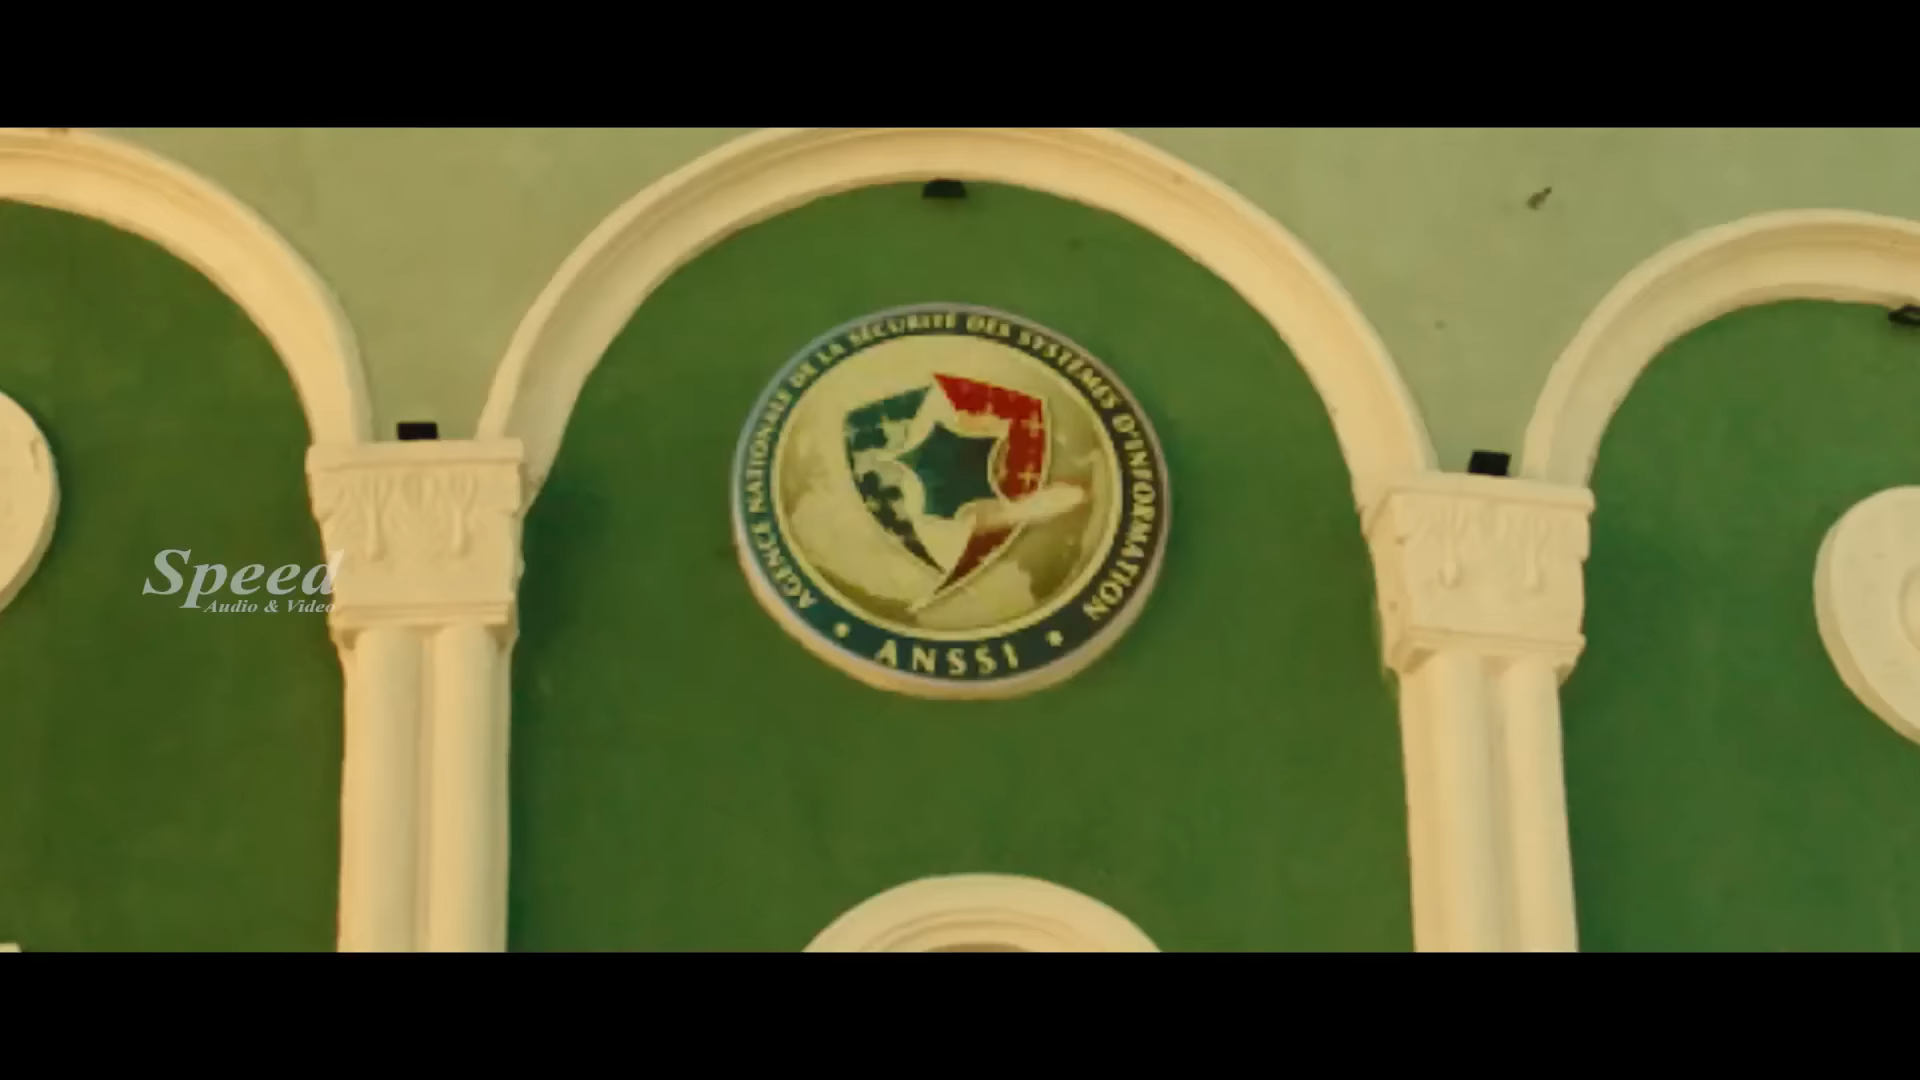 AGENCE NATIONALE DE LA SÉCURITÉ DES SYSTÈMES D'INFORMATION
• ANSSI •
Speed
Audio & Video